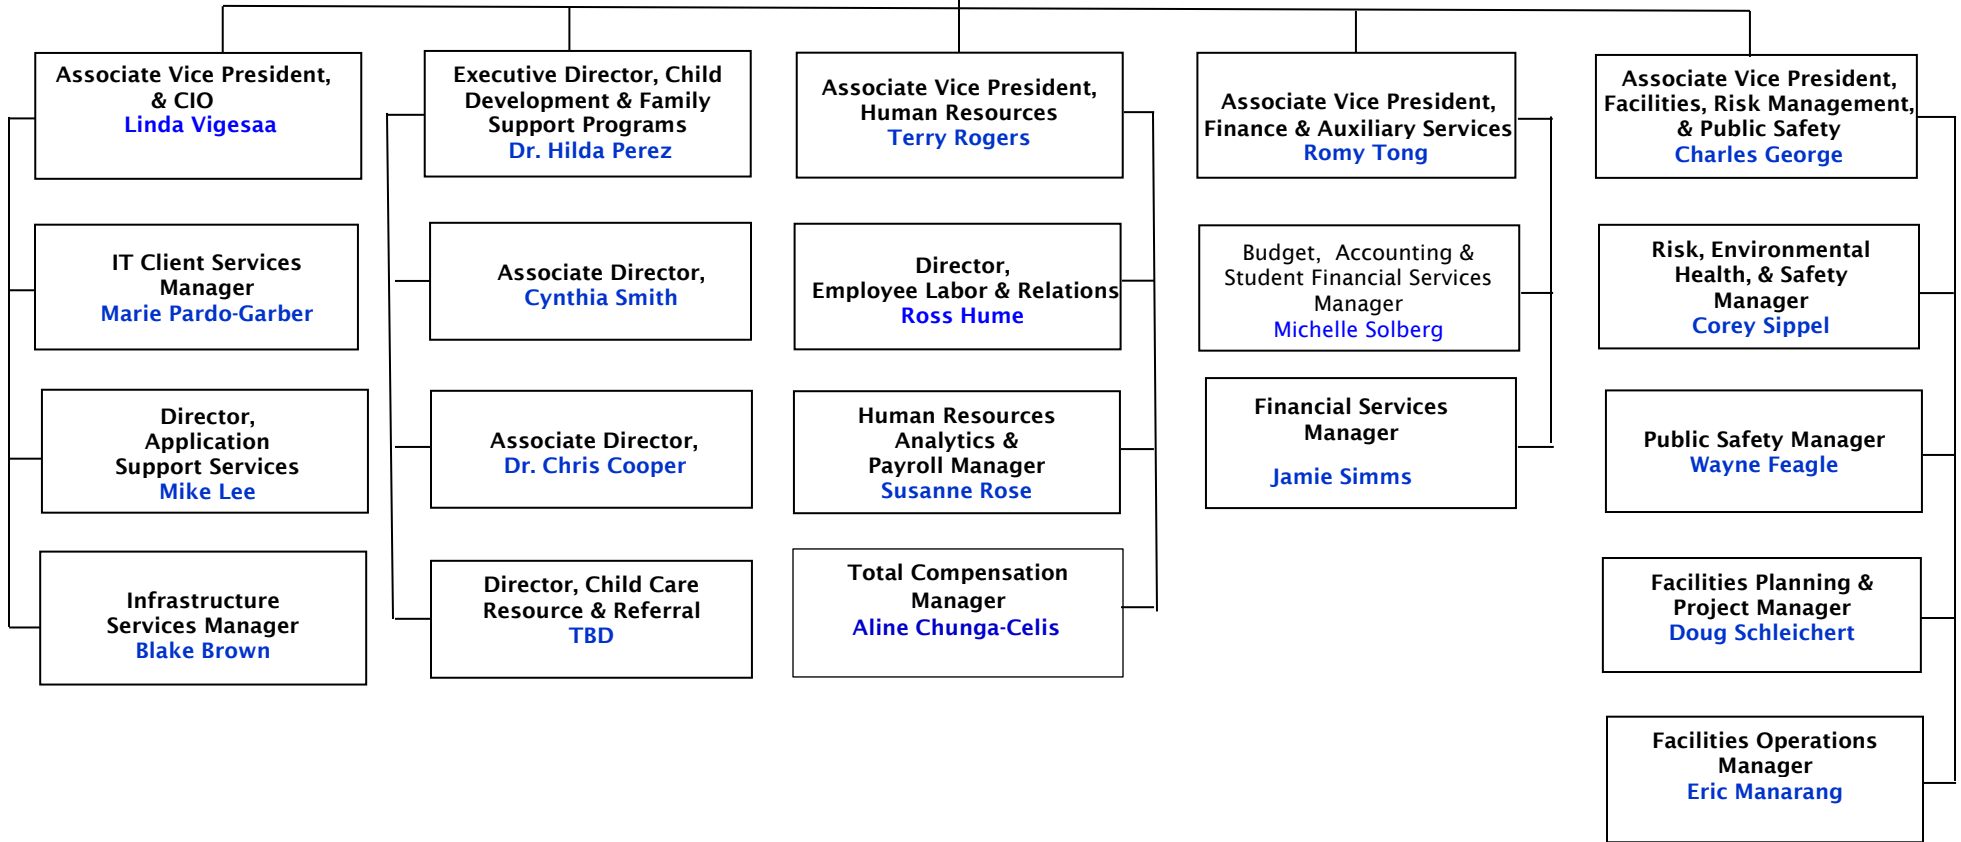 Associate Vice President,
& CIO
Linda Vigesaa
IT Client Services
Manager
Marie Pardo-Garber
Director,
Application
Support Services
Mike Lee
Infrastructure
Services Manager
Blake Brown
Executive Director, Child
Development & Family
Support Programs
Dr. Hilda Perez
Associate Director,
Cynthia Smith
Associate Director,
Dr. Chris Cooper
Director, Child Care
Resource & Referral
TBD
Associate Vice President,
Human Resources
Terry Rogers
Director,
Employee Labor & Relations
Ross Hume
Human Resources
Analytics &
Payroll Manager
Susanne Rose
Total Compensation
Manager
Aline Chunga-Celis
Associate Vice President,
Finance & Auxiliary Services
Romy Tong
Budget, Accounting &
Student Financial Services
Manager
Michelle Solberg
Financial Services
Manager
Jamie Simms
Associate Vice President,
Facilities, Risk Management,
& Public Safety
Charles George
Risk, Environmental
Health, & Safety
Manager
Corey Sippel
Public Safety Manager
Wayne Feagle
Facilities Planning &
Project Manager
Doug Schleichert
Facilities Operations
Manager
Eric Manarang